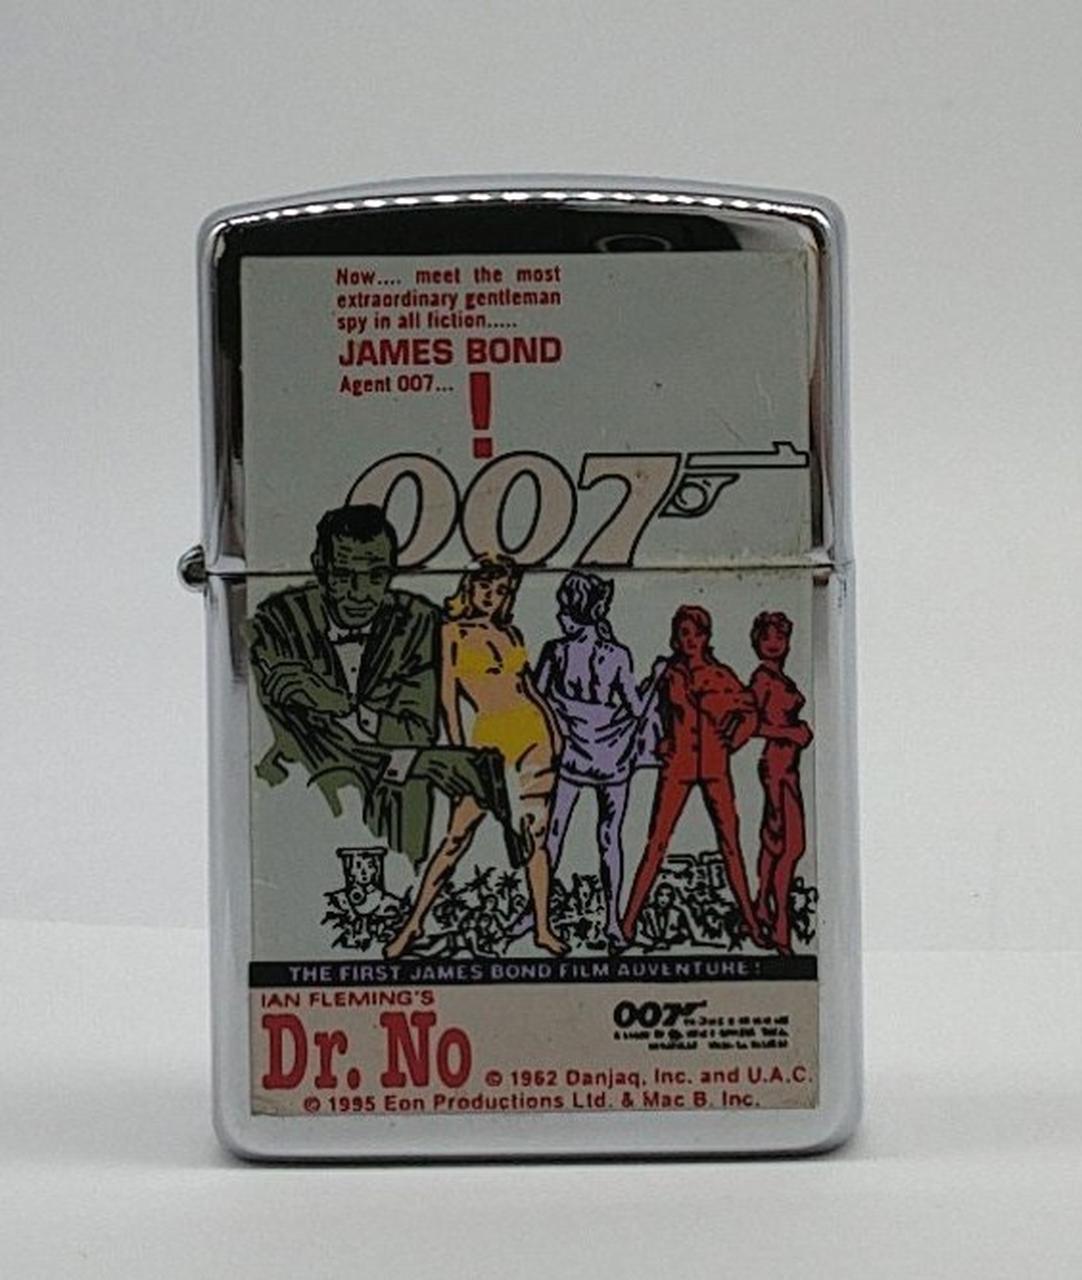 Now.... meet the most
extraordinary gentleman
spy in all fiction.....
JAMES BOND
Agent 007...
!
007
THE FIRST JAMES BOND FILM ADVENTURE!
IAN FLEMING'S
Dr. No
007
© 1962 Danjaq, Inc. and U.A.C.
© 1995 Eon Productions Ltd. & Mac B. Inc.